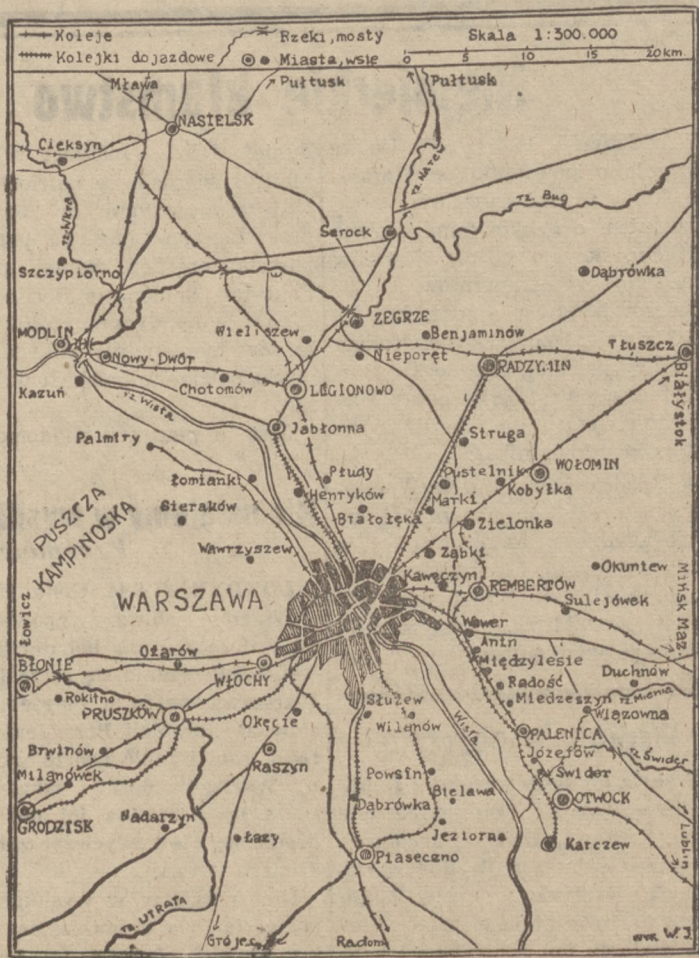 Koleje
Rzeki, mosty
Skala 1:300.000
Kolejki dojazdowe
Miasta, wsie
0 5 10 15 20 km
Mława
Pułtusk
Pułtusk
NASIELSK
Cieksyn
rz. Narew
rz. Wkra
rz. Bug
Serock
Szczypiorno
Dąbrówka
ZEGRZE
MODLIN
Wieliszew
Benjaminów
Nowy-Dwór
Nieporęt
Tłuszcz
RADZYMIN
Kazuń
Chotomów
LEGIONOWO
Białystok
rz. Wisła
Jabłonna
Palmiry
Struga
Łomianki
Płudy
Pustelnik
WOŁOMIN
Henryków
Marki
Kobyłka
Sieraków
Białołęka
Zielonka
PUSZCZA
KAMPINOSKA
Wawrzyszew
Ząbki
Okuniew
Kawęczyn
REMBERTÓW
Mińsk Maz.
WARSZAWA
Sulejówek
Łowicz
Wawer
Anin
Ożarów
Międzylesie
BŁONIE
WŁOCHY
Radość
Duchnów
Rokitno
Miedzeszyn
rz. Mienia
PRUSZKÓW
Okęcie
Służew
Wilanów
Wisła
Wiązowna
FALENICA
Brwinów
Raszyn
Józefów
rz. Świder
Milanówek
Powsin
Świder
Bielawa
OTWOCK
GRODZISK
Dąbrówka
Nadarzyn
Łazy
Jeziorna
Lublin
Karczew
Piaseczno
rz. UTRATA
Grójec
Radom
W.J.